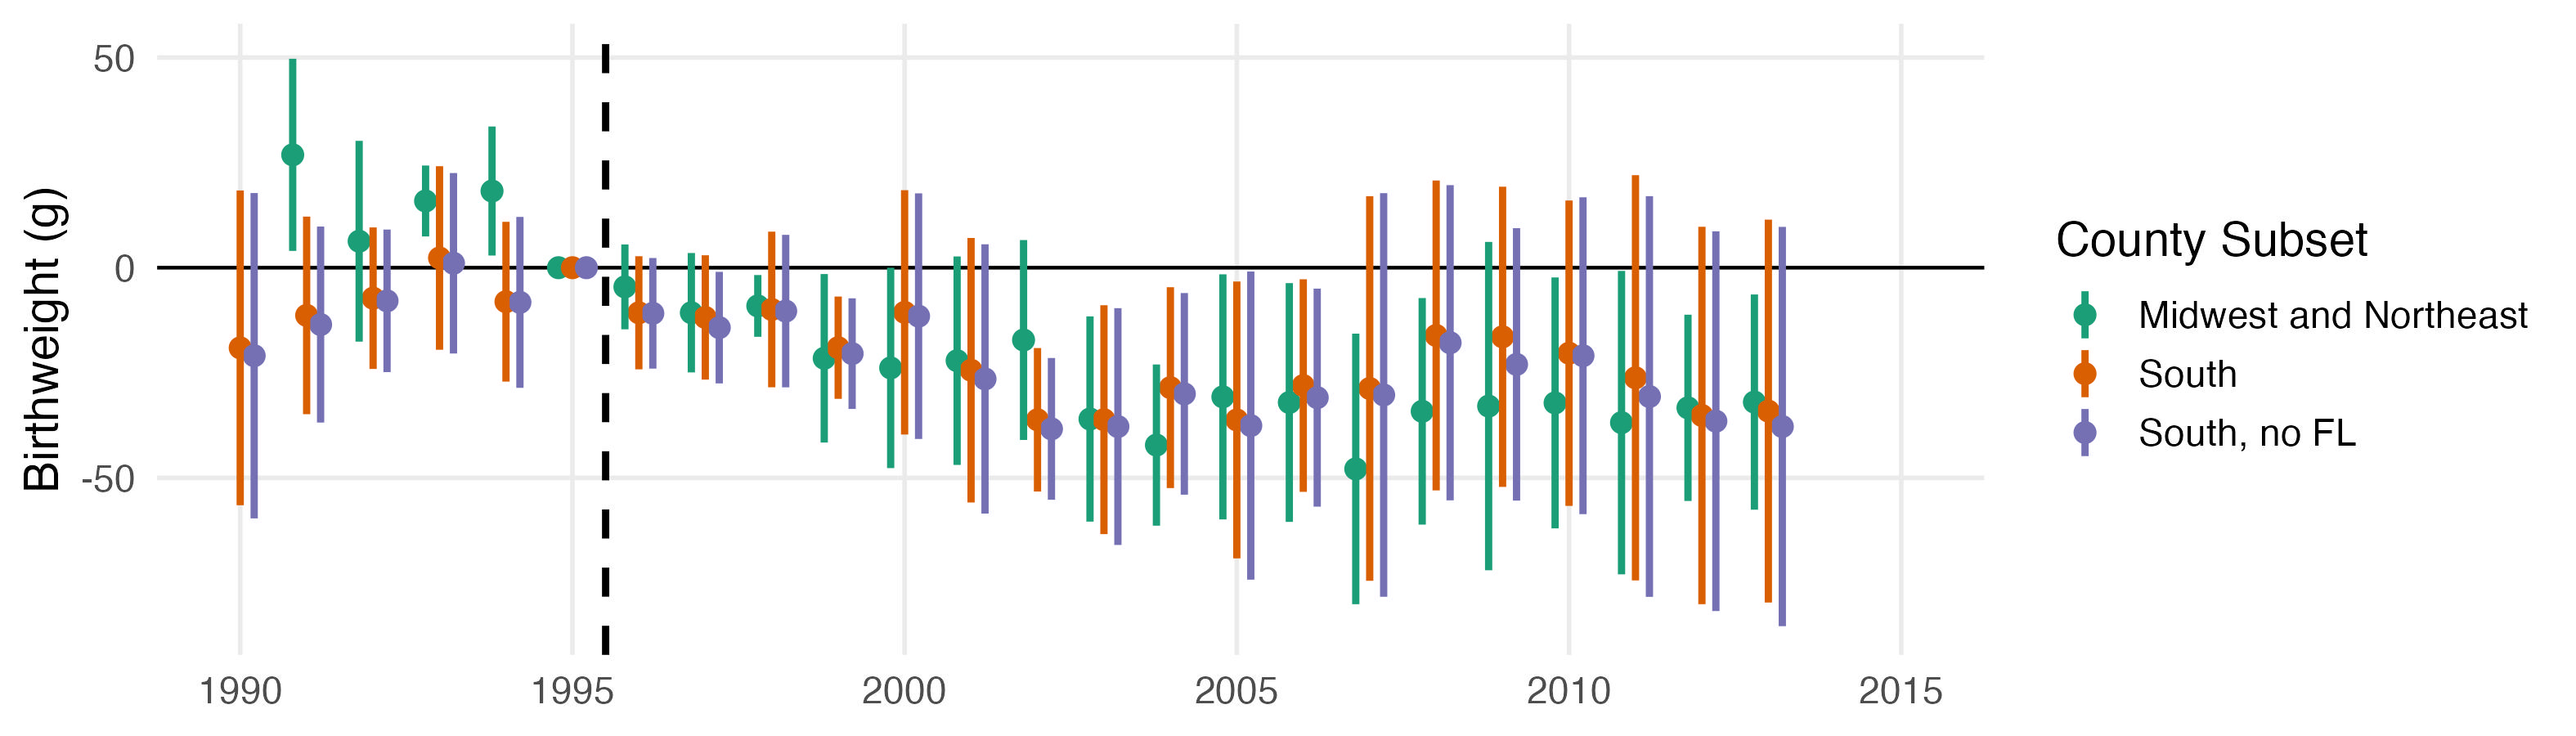 Birthweight (g)
50
0
-50
1990 1995 2000 2005 2010 2015
County Subset
Midwest and Northeast
South
South, no FL